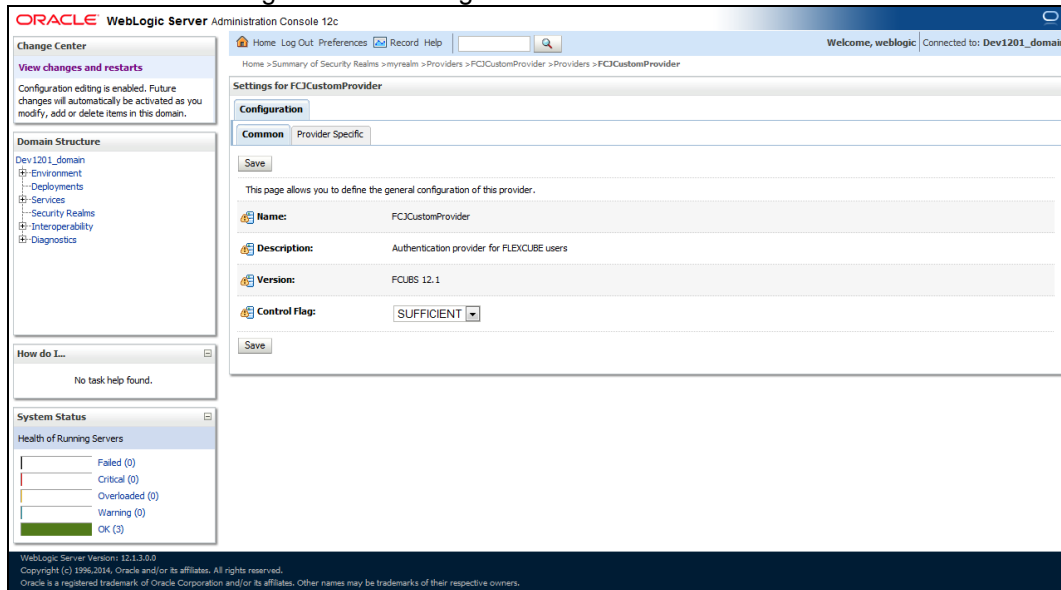 ORACLE WebLogic Server Administration Console 12c
Change Center
View changes and restarts
Configuration editing is enabled. Future
changes will automatically be activated as you
modify, add or delete items in this domain.
Domain Structure
Dev1201_domain
Environment
Deployments
Services
Security Realms
Interoperability
Diagnostics
How do I...
No task help found.
System Status
Health of Running Servers
Failed (0)
Critical (0)
Overloaded (0)
Warning (0)
OK (3)
Home Log Out Preferences Record Help
Welcome, weblogic Connected to: Dev1201_domain
Home >Summary of Security Realms >myrealm >Providers >FCJCustomProvider >Providers >FCJCustomProvider
Settings for FCJCustomProvider
Configuration
Common Provider Specific
Save
This page allows you to define the general configuration of this provider.
Name: FCJCustomProvider
Description: Authentication provider for FLEXCUBE users
Version: FCUBS 12.1
Control Flag: SUFFICIENT
Save
WebLogic Server Version: 12.1.3.0.0
Copyright (c) 1996,2014, Oracle and/or its affiliates. All rights reserved.
Oracle is a registered trademark of Oracle Corporation and/or its affiliates. Other names may be trademarks of their respective owners.